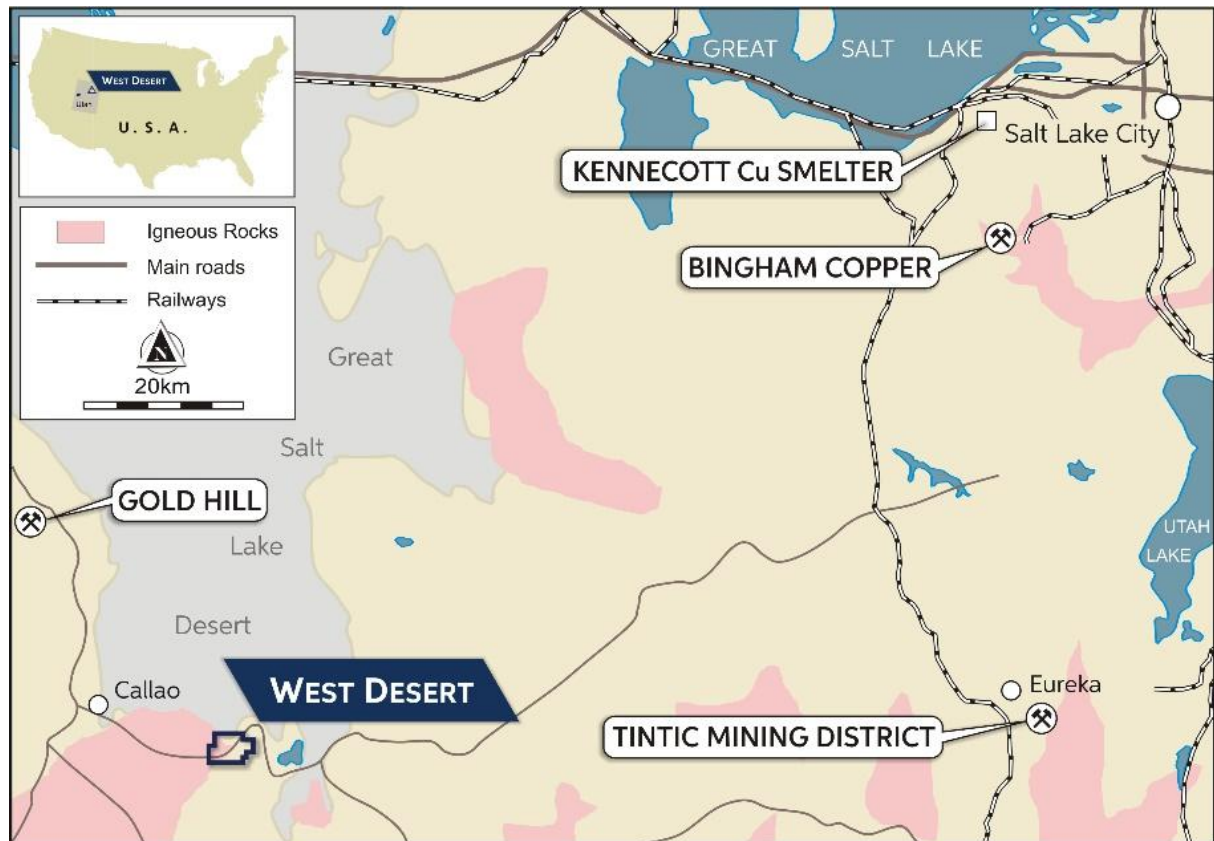 WEST DESERT
Utah
U. S. A.
Igneous Rocks
Main roads
Railways
N
20km
GREAT SALT LAKE
KENNECOTT Cu SMELTER
Salt Lake City
BINGHAM COPPER
Great
Salt
Lake
Desert
GOLD HILL
UTAH
LAKE
Callao
WEST DESERT
Eureka
TINTIC MINING DISTRICT